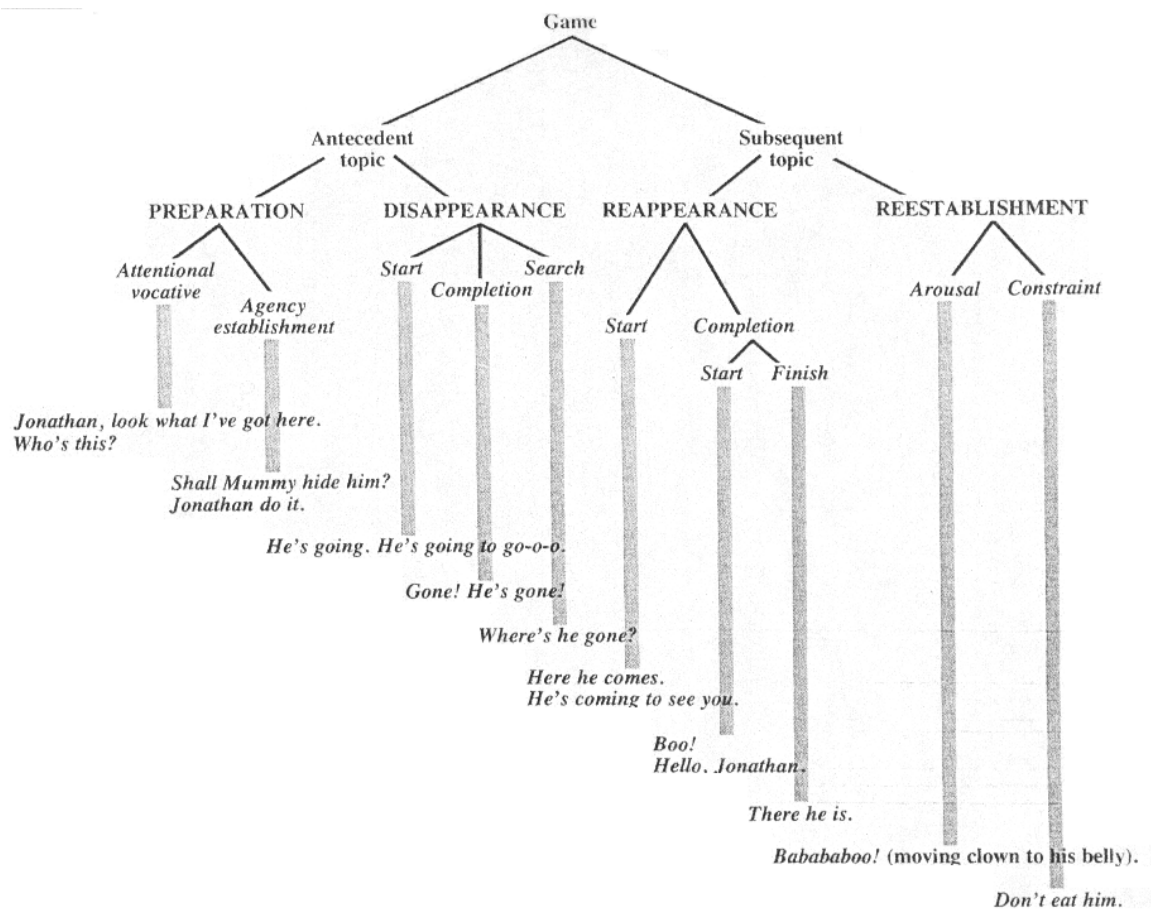 Game
Antecedent
topic
Subsequent
topic
PREPARATION
DISAPPEARANCE
REAPPEARANCE
REESTABLISHMENT
Attentional
vocative
Agency
establishment
Start
Completion
Search
Start
Completion
Start
Finish
Arousal
Constraint
Jonathan, look what I've got here.
Who's this?
Shall Mummy hide him?
Jonathan do it.
He's going. He's going to go-o-o.
Gone! He's gone!
Where's he gone?
Here he comes.
He's coming to see you.
Boo!
Hello, Jonathan.
There he is.
Babababoo! (moving clown to his belly).
Don't eat him.